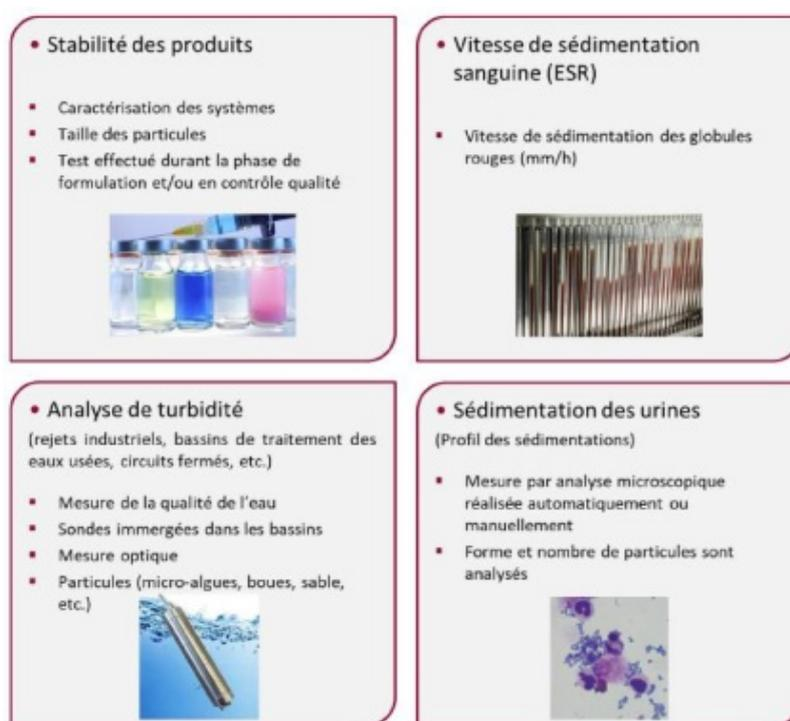 • Stabilité des produits
▪ Caractérisation des systèmes
▪ Taille des particules
▪ Test effectué durant la phase de
formulation et/ou en contrôle qualité
• Vitesse de sédimentation
sanguine (ESR)
▪ Vitesse de sédimentation des globules
rouges (mm/h)
• Analyse de turbidité
(rejets industriels, bassins de traitement des
eaux usées, circuits fermés, etc.)
▪ Mesure de la qualité de l'eau
▪ Sondes immergées dans les bassins
▪ Mesure optique
▪ Particules (micro-algues, boues, sable,
etc.)
• Sédimentation des urines
(Profil des sédimentations)
▪ Mesure par analyse microscopique
réalisée automatiquement ou
manuellement
▪ Forme et nombre de particules sont
analysés